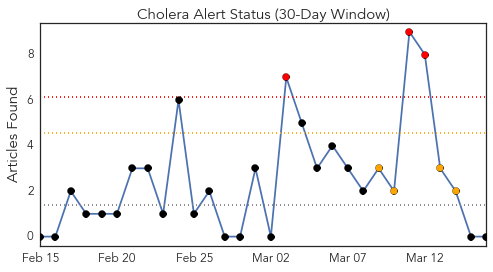 Cholera Alert Status (30-Day Window)
Articles Found
8
6
4
2
0
Feb 15 Feb 20 Feb 25 Mar 02 Mar 07 Mar 12